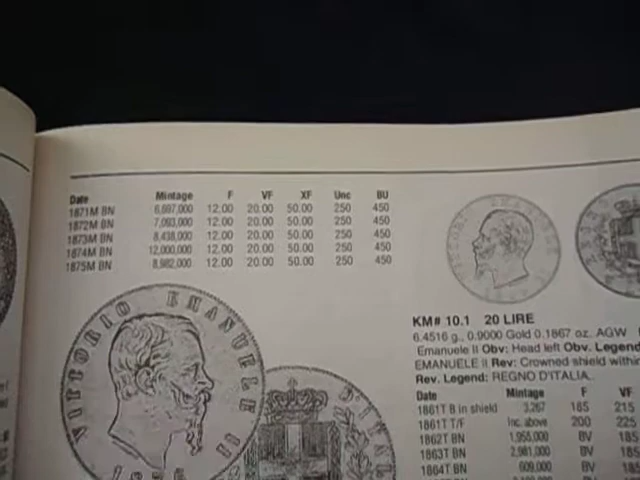 Date Mintage F VF XF Unc BU
1871M BN 6,697,000 12.00 20.00 50.00 250 450
1872M BN 7,093,000 12.00 20.00 50.00 250 450
1873M BN 8,438,000 12.00 20.00 50.00 250 450
1874M BN 12,000,000 12.00 20.00 50.00 250 450
1875M BN 8,982,000 12.00 20.00 50.00 250 450
VITTORIO EMANUELE II
D'ITALIA
KM# 10.1 20 LIRE
6.4516 g., 0.9000 Gold 0.1867 oz. AGW
Emanuele II Obv: Head left Obv. Legend
EMANUELE II Rev: Crowned shield within
Rev. Legend: REGNO D'ITALIA.
Date Mintage F VF
1861T B in shield 3,267 185 215
1861T T/F Inc. above 200 225
1862T BN 1,955,000 BV 185
1863T BN 2,981,000 BV 185
1864T BN 609,000 BV 185